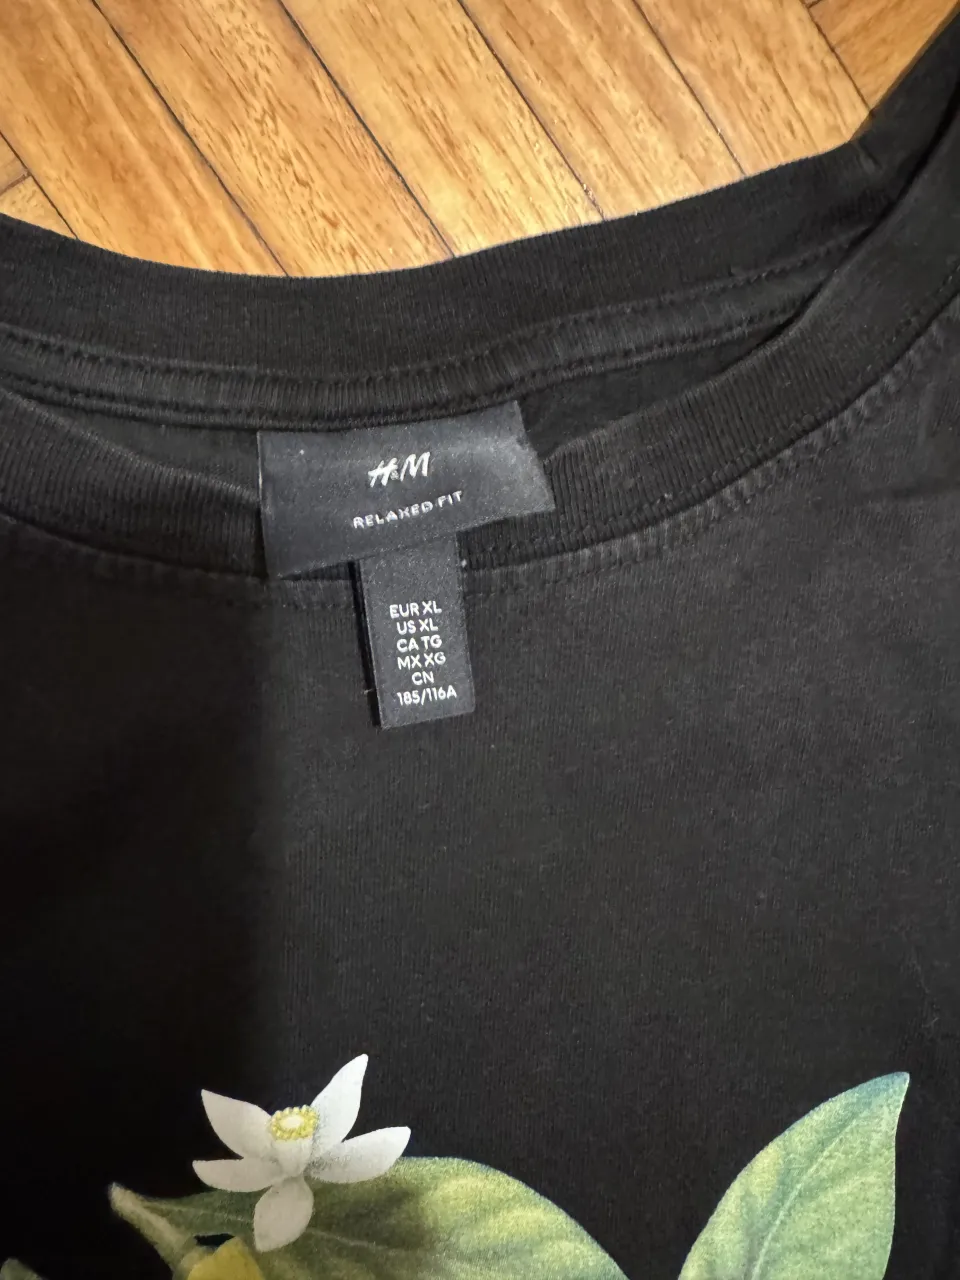 H&M
RELAXED FIT
EUR XL
US XL
CA TG
MX XG
CN
185/116A